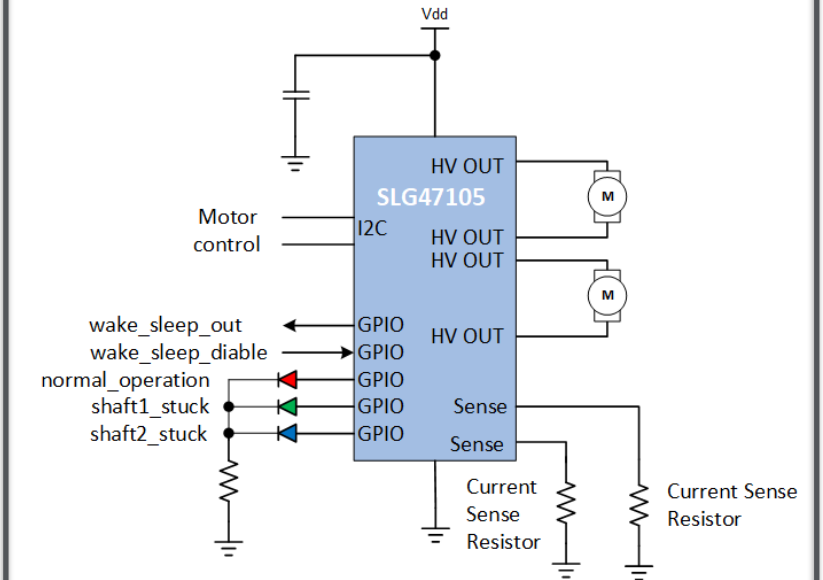 Vdd
HV OUT
SLG47105
M
Motor
control
I2C
HV OUT
HV OUT
M
wake_sleep_out
GPIO
HV OUT
wake_sleep_diable
GPIO
normal_operation
GPIO
shaft1_stuck
GPIO
Sense
shaft2_stuck
GPIO
Sense
Current
Sense
Resistor
Current Sense
Resistor